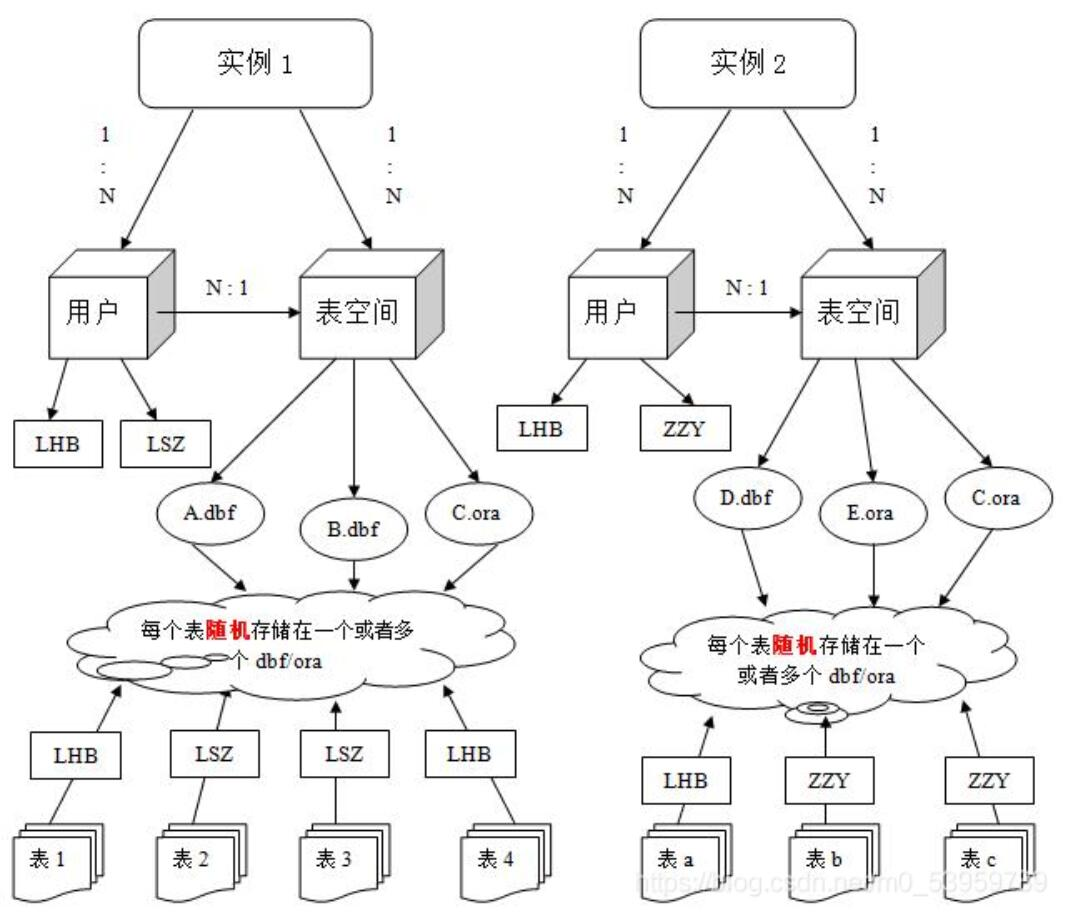 实例 1
实例 2
1
:
N
1
:
N
1
:
N
1
:
N
用户
N : 1
表空间
用户
N : 1
表空间
LHB
LSZ
LHB
ZZY
A.dbf
B.dbf
C.ora
D.dbf
E.ora
C.ora
每个表随机存储在一个或者多
个 dbf/ora
每个表随机存储在一个
或者多个 dbf/ora
LHB
LSZ
LSZ
LHB
LHB
ZZY
ZZY
表 1
表 2
表 3
表 4
表 a
表 b
表 c
https://blog.csdn.net/m0_53959739